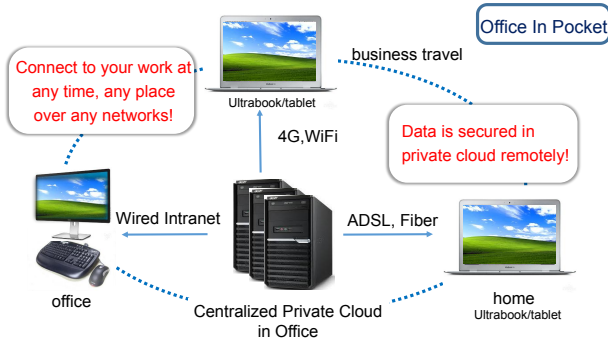 Office In Pocket
business travel
Connect to your work at
any time, any place
over any networks!
Ultrabook/tablet
4G,WiFi
Data is secured in
private cloud remotely!
Wired Intranet
ADSL, Fiber
office
Centralized Private Cloud
in Office
home
Ultrabook/tablet